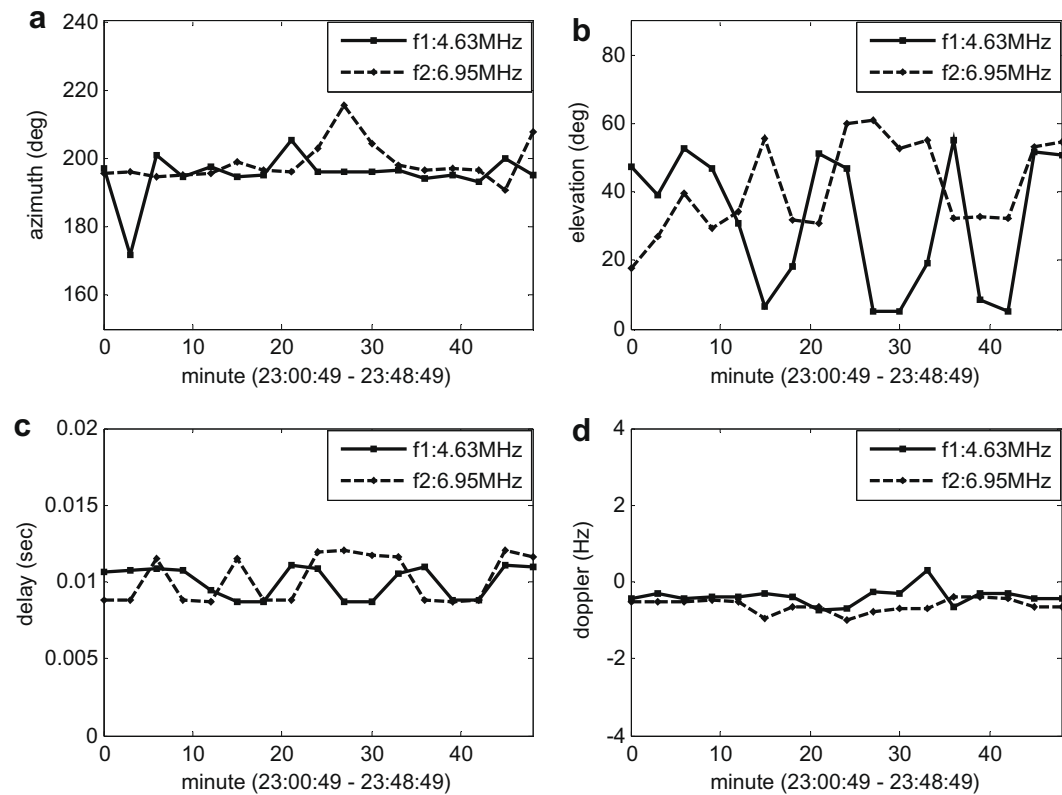 a
240
220
200
180
160
azimuth (deg)
f1:4.63MHz
f2:6.95MHz
0
10
20
30
40
minute (23:00:49 - 23:48:49)
b
80
60
40
20
0
elevation (deg)
f1:4.63MHz
f2:6.95MHz
0
10
20
30
40
minute (23:00:49 - 23:48:49)
c
0.02
0.015
0.01
0.005
0
delay (sec)
f1:4.63MHz
f2:6.95MHz
0
10
20
30
40
minute (23:00:49 - 23:48:49)
d
4
2
0
-2
-4
doppler (Hz)
f1:4.63MHz
f2:6.95MHz
0
10
20
30
40
minute (23:00:49 - 23:48:49)